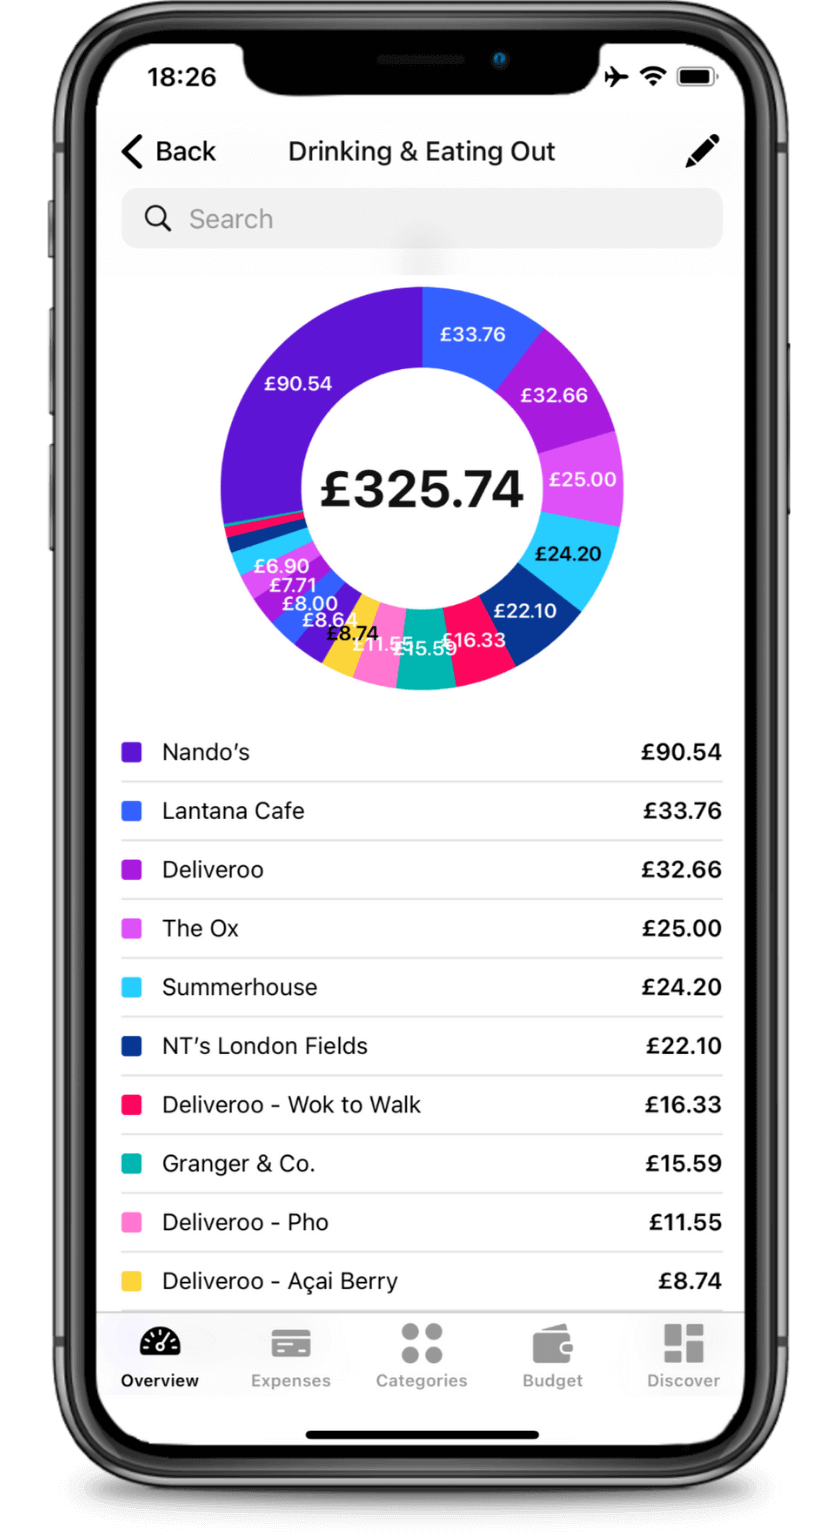 18:26
Back Drinking & Eating Out
Search
£33.76
£90.54
£32.66
£25.00
£325.74
£24.20
£6.90
£7.71
£8.00
£22.10
£8.64
£8.74
£11.55
£15.59
£16.33
Nando’s £90.54
Lantana Cafe £33.76
Deliveroo £32.66
The Ox £25.00
Summerhouse £24.20
NT’s London Fields £22.10
Deliveroo - Wok to Walk £16.33
Granger & Co. £15.59
Deliveroo - Pho £11.55
Deliveroo - Açai Berry £8.74
Overview Expenses Categories Budget Discover